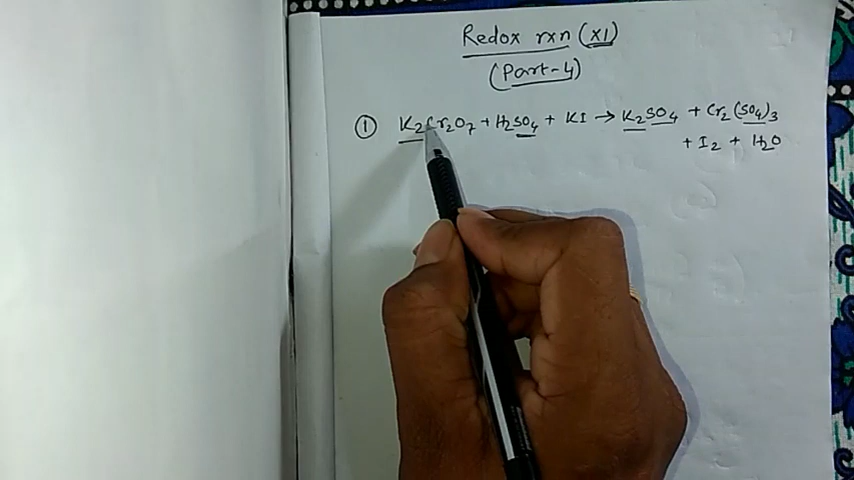 Redox rxn (XI)
(Part-4)
① K₂Cr₂O₇ + H₂SO₄ + KI → K₂SO₄ + Cr₂(SO₄)₃
+ I₂ + H₂O